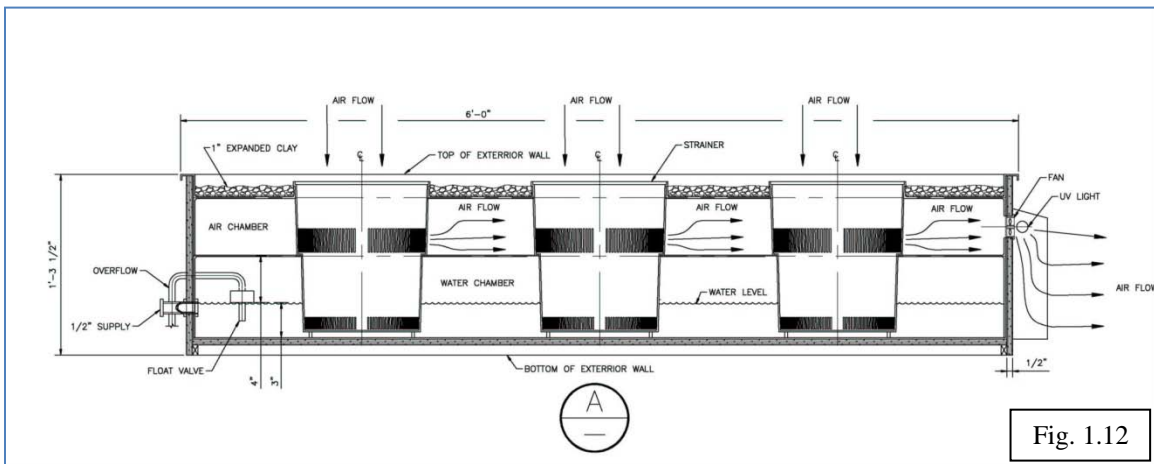 AIR FLOW
AIR FLOW
AIR FLOW
6'-0"
1" EXPANDED CLAY
TOP OF EXTERRIOR WALL
STRAINER
℄
℄
℄
FAN
UV LIGHT
AIR CHAMBER
AIR FLOW
AIR FLOW
AIR FLOW
1'-3 1/2"
OVERFLOW
WATER CHAMBER
WATER LEVEL
AIR FLOW
1/2" SUPPLY
FLOAT VALVE
4"
3"
BOTTOM OF EXTERRIOR WALL
1/2"
A
Fig. 1.12